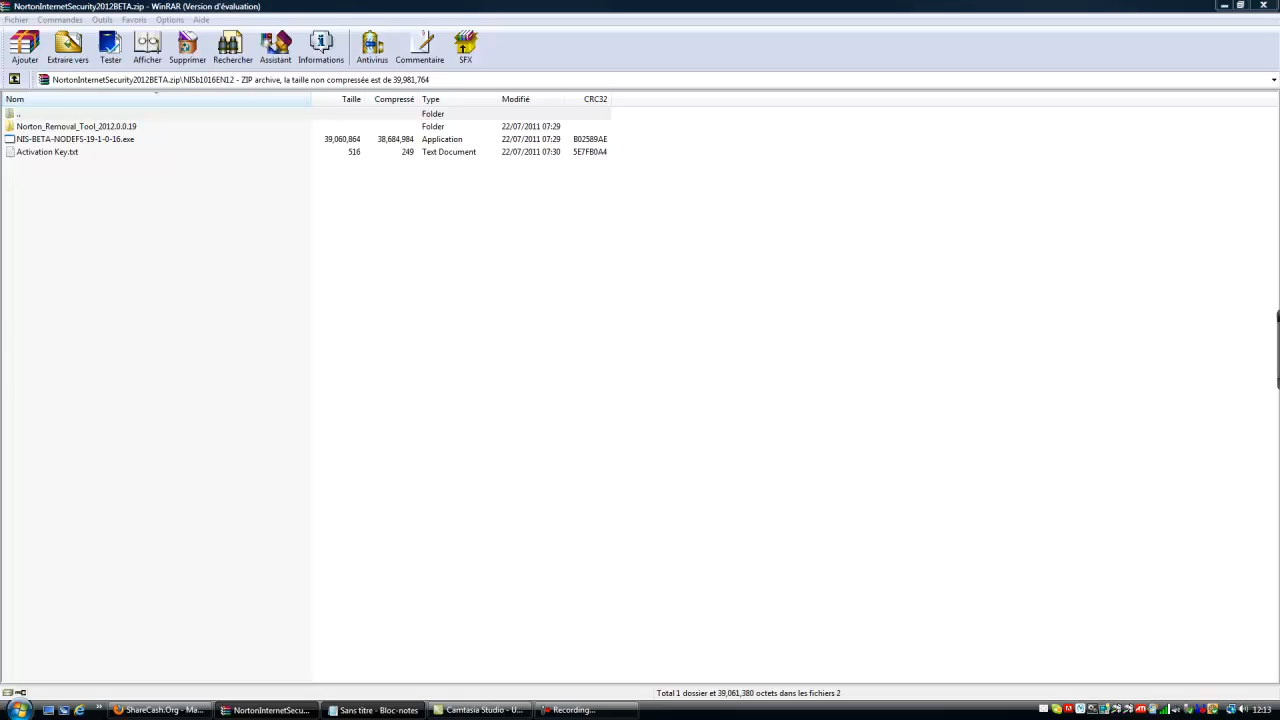 NortonInternetSecurity2012BETA.zip - WinRAR (Version d'évaluation)
Fichier Commandes Outils Favoris Options Aide
Ajouter Extraire vers Tester Afficher Supprimer Rechercher Assistant Informations Antivirus Commentaire SFX
NortonInternetSecurity2012BETA.zip\NISb1016EN12 - ZIP archive, la taille non compressée est de 39,981,764
Nom Taille Compressé Type Modifié CRC32
.. Folder
Norton_Removal_Tool_2012.0.0.19 Folder 22/07/2011 07:29
NIS-BETA-NODEFS-19-1-0-16.exe 39,060,864 38,684,984 Application 22/07/2011 07:29 B02589AE
Activation Key.txt 516 249 Text Document 22/07/2011 07:30 5E7FB0A4
Total 1 dossier et 39,061,380 octets dans les fichiers 2
ShareCash.Org - Ma... NortonInternetSecu... Sans titre - Bloc-notes Camtasia Studio - U... Recording... 12:13